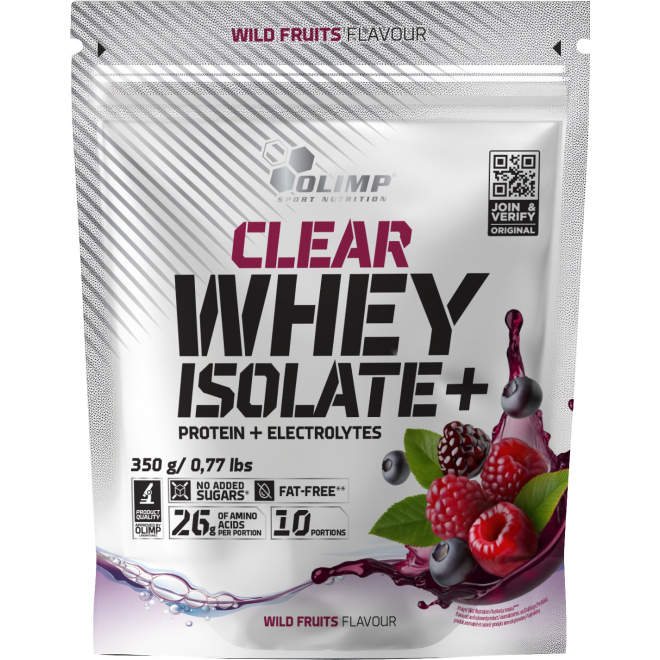 WILD FRUITS FLAVOUR
OLIMP®
SPORT NUTRITION
JOIN &
VERIFY
ORIGINAL
CLEAR
WHEY
ISOLATE+
PROTEIN + ELECTROLYTES
350 g/ 0,77 lbs
PRODUCT
QUALITY
OLIMP
LABORATORIES
NO ADDED
SUGARS*
FAT-FREE**
26g
OF AMINO
ACIDS
PER PORTION
10 PORTIONS
WILD FRUITS FLAVOUR